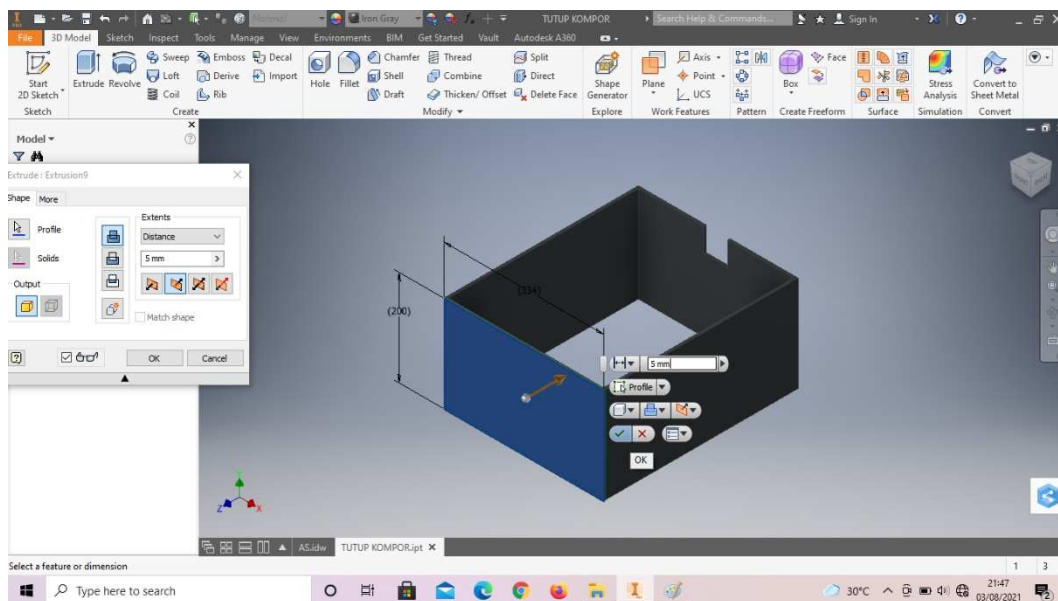 Material
Iron Gray
TUTUP KOMPOR
Search Help & Commands...
Sign In
File 3D Model Sketch Inspect Tools Manage View Environments BIM Get Started Vault Autodesk A360
Start
2D Sketch
Extrude Revolve
Sweep Emboss Decal
Loft Derive Import
Coil Rib
Hole Fillet
Chamfer Thread
Shell Combine
Draft Thicken/ Offset
Split
Direct
Delete Face
Shape
Generator
Plane
Axis
Point
UCS
Box
Face
Stress
Analysis
Convert to
Sheet Metal
Sketch Create Modify Explore Work Features Pattern Create Freeform Surface Simulation Convert
Model
Extrude : Extrusion9
Shape More
Profile
Solids
Output
Extents
Distance
5 mm
Match shape
OK Cancel
(334)
(200)
5 mm
Profile
OK
Z X
AS.idw TUTUP KOMPOR.ipt
Select a feature or dimension
1 3
Type here to search
30°C
21:47
03/08/2021